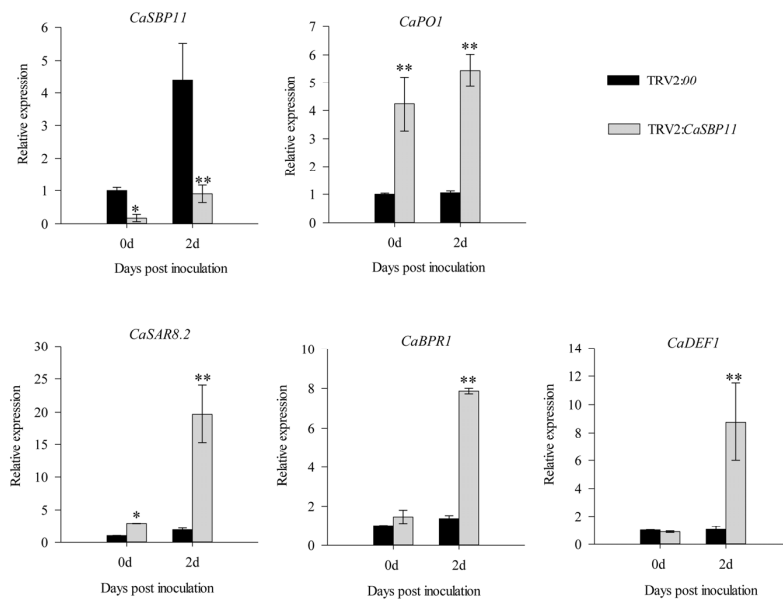 CaSBP11
Relative expression
6
5
4
3
2
1
0
*
**
0d 2d
Days post inoculation
CaPO1
Relative expression
7
6
5
4
3
2
1
0
**
**
0d 2d
Days post inoculation
TRV2:00
TRV2:CaSBP11
CaSAR8.2
Relative expression
30
25
20
15
10
5
0
*
**
0d 2d
Days post inoculation
CaBPR1
Relative expression
10
8
6
4
2
0
**
0d 2d
Days post inoculation
CaDEF1
Relative expression
14
12
10
8
6
4
2
0
**
0d 2d
Days post inoculation